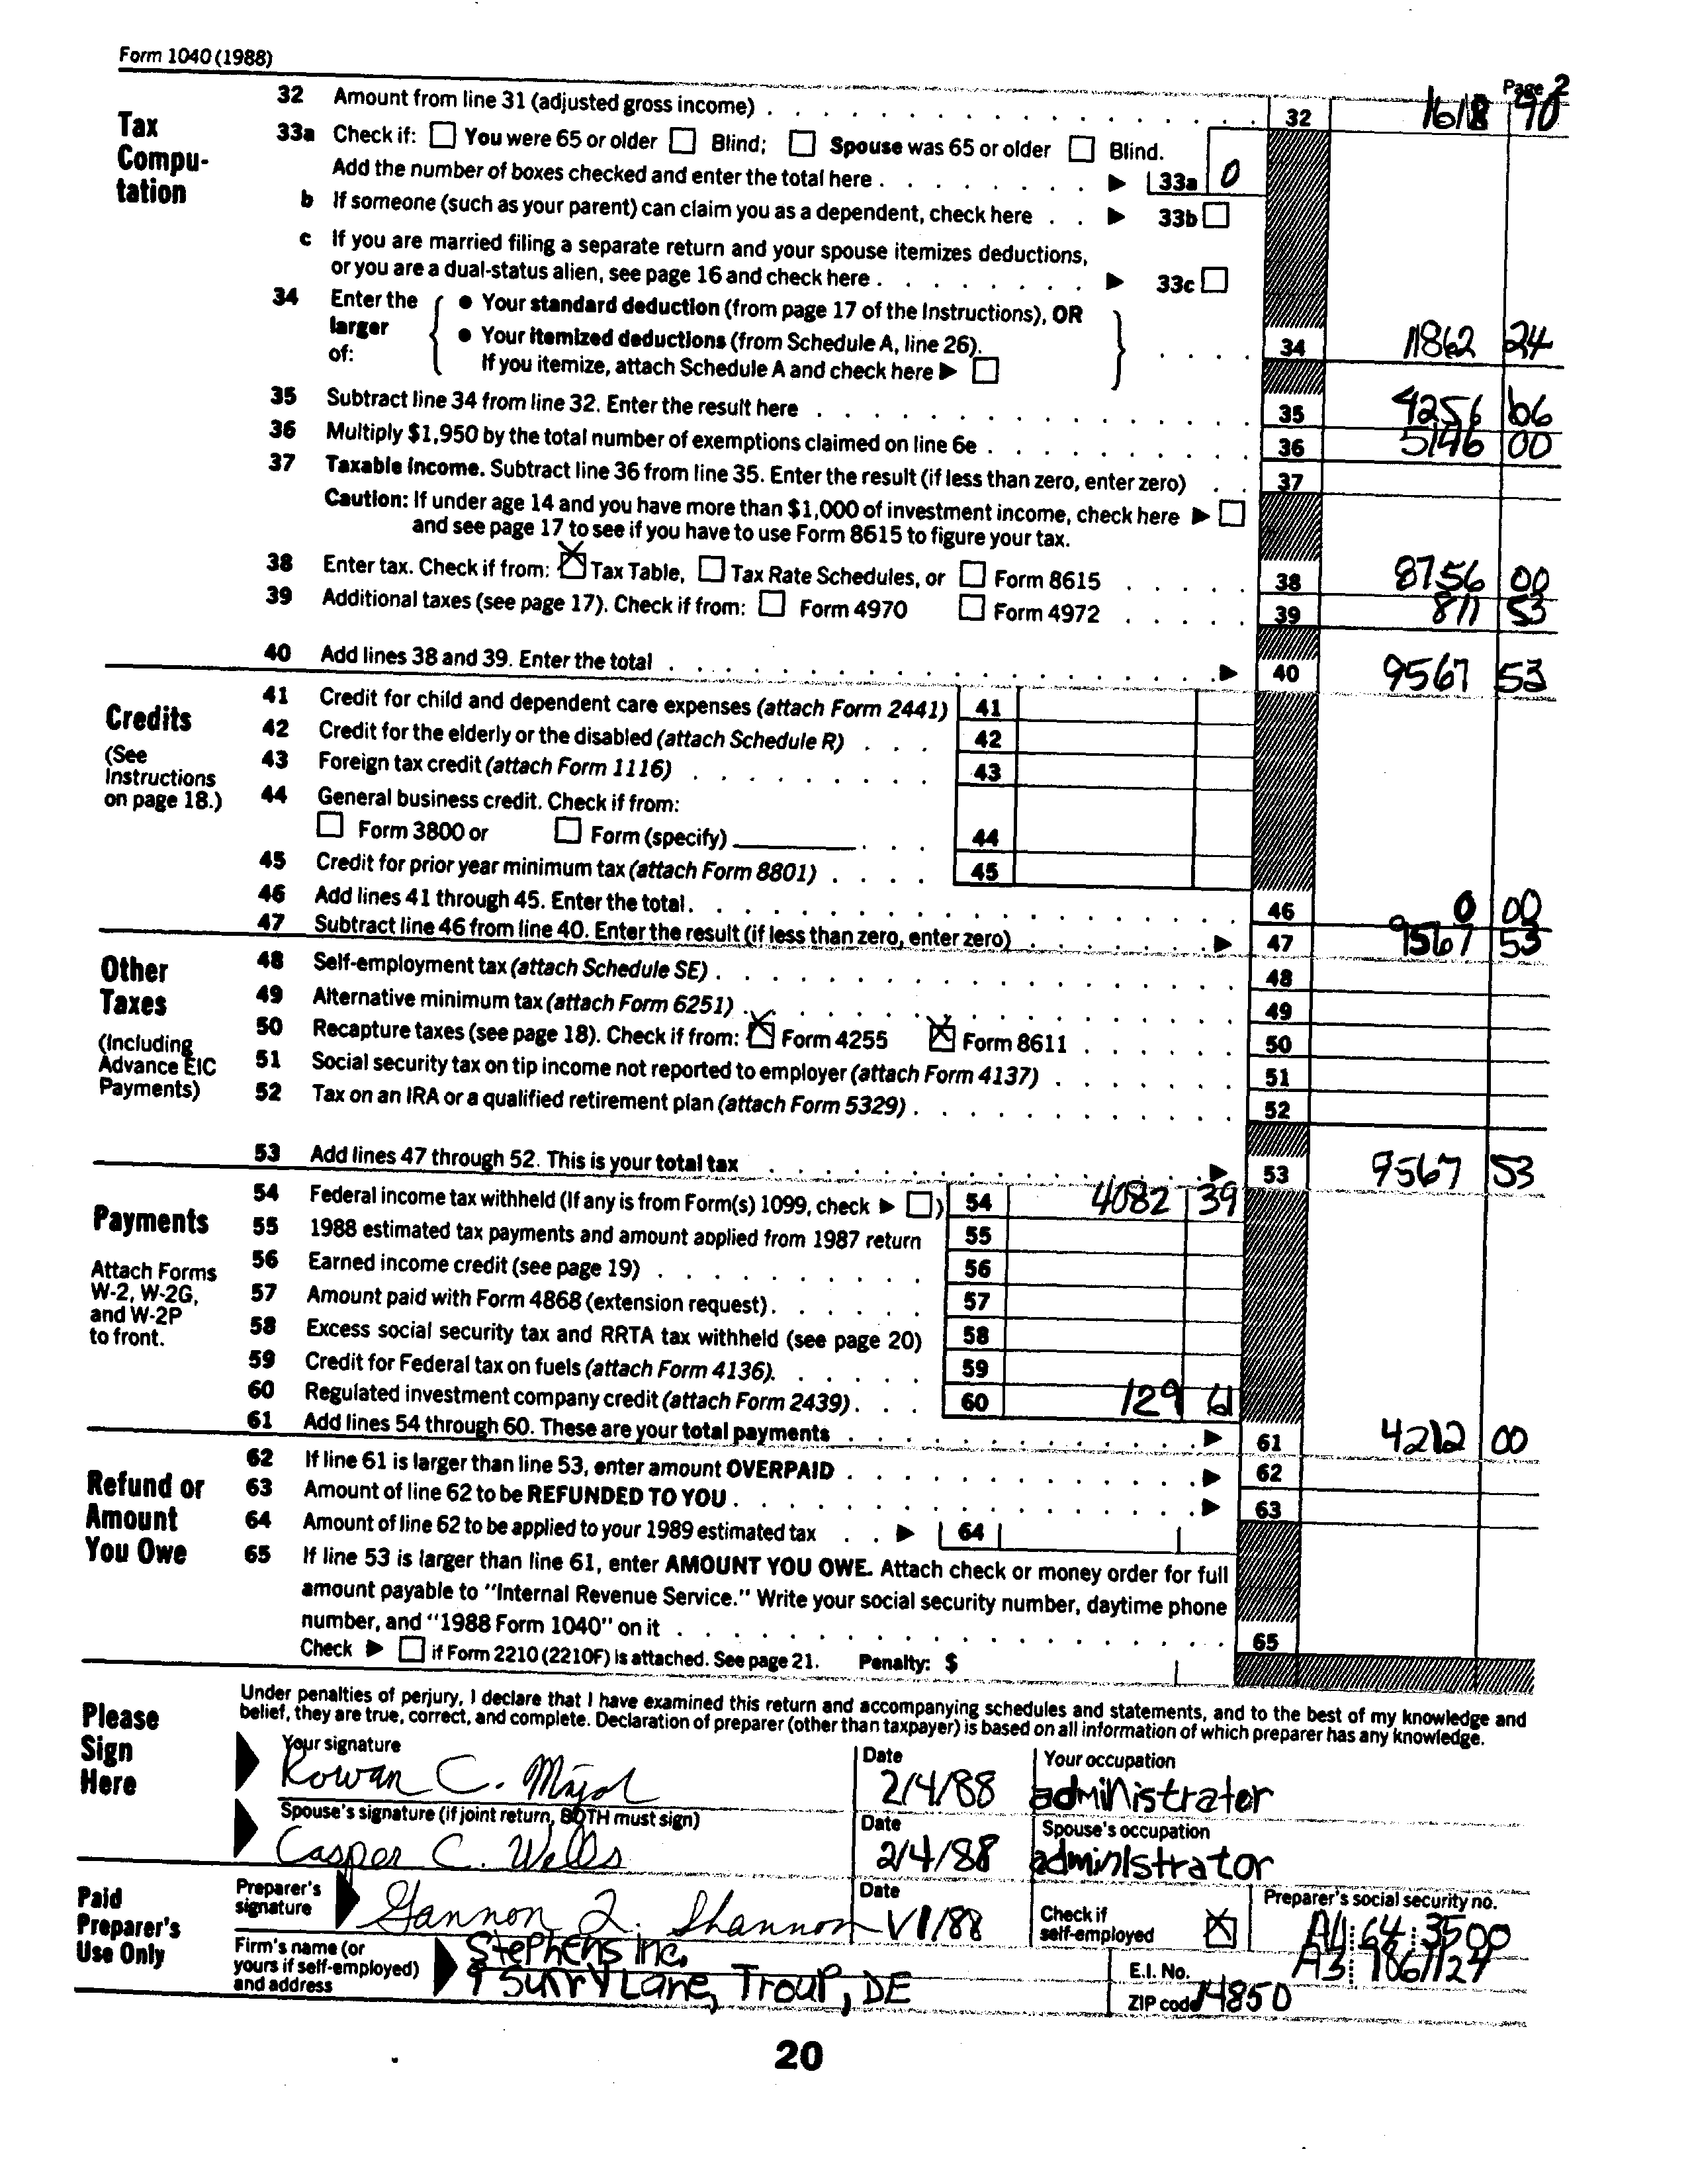 Form 1040 (1988)
Page 2
Tax Compu-tation
32 Amount from line 31 (adjusted gross income) 32 16118 90
33a Check if: You were 65 or older Blind; Spouse was 65 or older Blind.
Add the number of boxes checked and enter the total here 33a 0
b If someone (such as your parent) can claim you as a dependent, check here 33b
c If you are married filing a separate return and your spouse itemizes deductions,
or you are a dual-status alien, see page 16 and check here 33c
34 Enter the larger of: • Your standard deduction (from page 17 of the Instructions), OR
• Your itemized deductions (from Schedule A, line 26).
If you itemize, attach Schedule A and check here 34 11862 24
35 Subtract line 34 from line 32. Enter the result here 35 4256 66
36 Multiply $1,950 by the total number of exemptions claimed on line 6e 36 5146 00
37 Taxable income. Subtract line 36 from line 35. Enter the result (if less than zero, enter zero) 37
Caution: If under age 14 and you have more than $1,000 of investment income, check here
and see page 17 to see if you have to use Form 8615 to figure your tax.
38 Enter tax. Check if from: Tax Table, Tax Rate Schedules, or Form 8615 38 8756 00
39 Additional taxes (see page 17). Check if from: Form 4970 Form 4972 39 811 53
40 Add lines 38 and 39. Enter the total 40 9567 53
Credits
(See Instructions on page 18.)
41 Credit for child and dependent care expenses (attach Form 2441) 41
42 Credit for the elderly or the disabled (attach Schedule R) 42
43 Foreign tax credit (attach Form 1116) 43
44 General business credit. Check if from:
Form 3800 or Form (specify) 44
45 Credit for prior year minimum tax (attach Form 8801) 45
46 Add lines 41 through 45. Enter the total 46 0 00
47 Subtract line 46 from line 40. Enter the result (if less than zero, enter zero) 47 9567 53
Other Taxes
(Including Advance EIC Payments)
48 Self-employment tax (attach Schedule SE) 48
49 Alternative minimum tax (attach Form 6251) 49
50 Recapture taxes (see page 18). Check if from: Form 4255 Form 8611 50
51 Social security tax on tip income not reported to employer (attach Form 4137) 51
52 Tax on an IRA or a qualified retirement plan (attach Form 5329) 52
53 Add lines 47 through 52. This is your total tax 53 9567 53
Payments
Attach Forms W-2, W-2G, and W-2P to front.
54 Federal income tax withheld (If any is from Form(s) 1099, check ) 54 4082 39
55 1988 estimated tax payments and amount applied from 1987 return 55
56 Earned income credit (see page 19) 56
57 Amount paid with Form 4868 (extension request) 57
58 Excess social security tax and RRTA tax withheld (see page 20) 58
59 Credit for Federal tax on fuels (attach Form 4136) 59
60 Regulated investment company credit (attach Form 2439) 60 129 61
61 Add lines 54 through 60. These are your total payments 61 4212 00
Refund or Amount You Owe
62 If line 61 is larger than line 53, enter amount OVERPAID 62
63 Amount of line 62 to be REFUNDED TO YOU 63
64 Amount of line 62 to be applied to your 1989 estimated tax 64
65 If line 53 is larger than line 61, enter AMOUNT YOU OWE. Attach check or money order for full
amount payable to "Internal Revenue Service." Write your social security number, daytime phone
number, and "1988 Form 1040" on it 65
Check if Form 2210 (2210F) is attached. See page 21. Penalty: $
Please Sign Here
Under penalties of perjury, I declare that I have examined this return and accompanying schedules and statements, and to the best of my knowledge and
belief, they are true, correct, and complete. Declaration of preparer (other than taxpayer) is based on all information of which preparer has any knowledge.
Your signature Date Your occupation
Rowan C. Major 2/4/88 administrator
Spouse's signature (if joint return, BOTH must sign) Date Spouse's occupation
Casper C. Wells 2/4/88 administrator
Paid Preparer's Use Only
Preparer's signature Gannon L. Shannon Date V1/88 Check if self-employed Preparer's social security no.
Firm's name (or yours if self-employed) and address Stephens Inc.
9 Surry Lane, Troup, DE
E.I. No.
ZIP code 14850
20